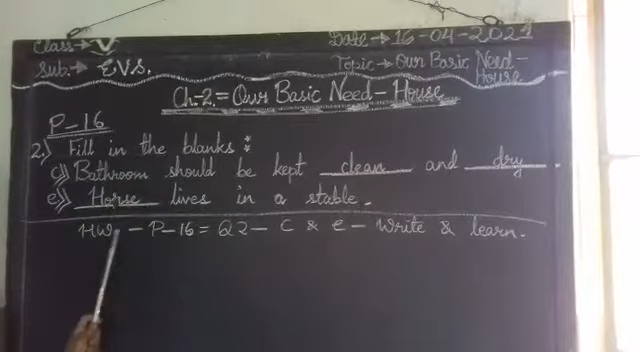 Class → V
Date → 16-04-2021
Sub. → E.V.S.
Topic → Our Basic Need - House
Ch-2. = Our Basic Need - House
P-16
2.) Fill in the blanks :
c) Bathroom should be kept clean and dry.
e) Horse lives in a stable.
HW. - P-16 = Q2 - C & e - Write & learn.